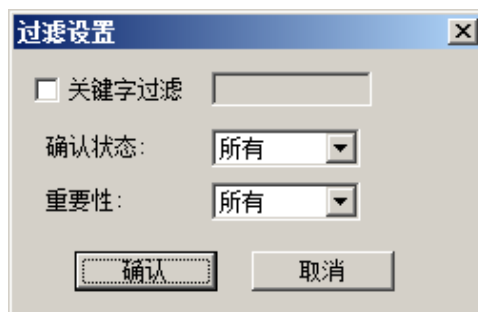 过滤设置
关键字过滤
确认状态: 所有
重要性: 所有
确认 取消